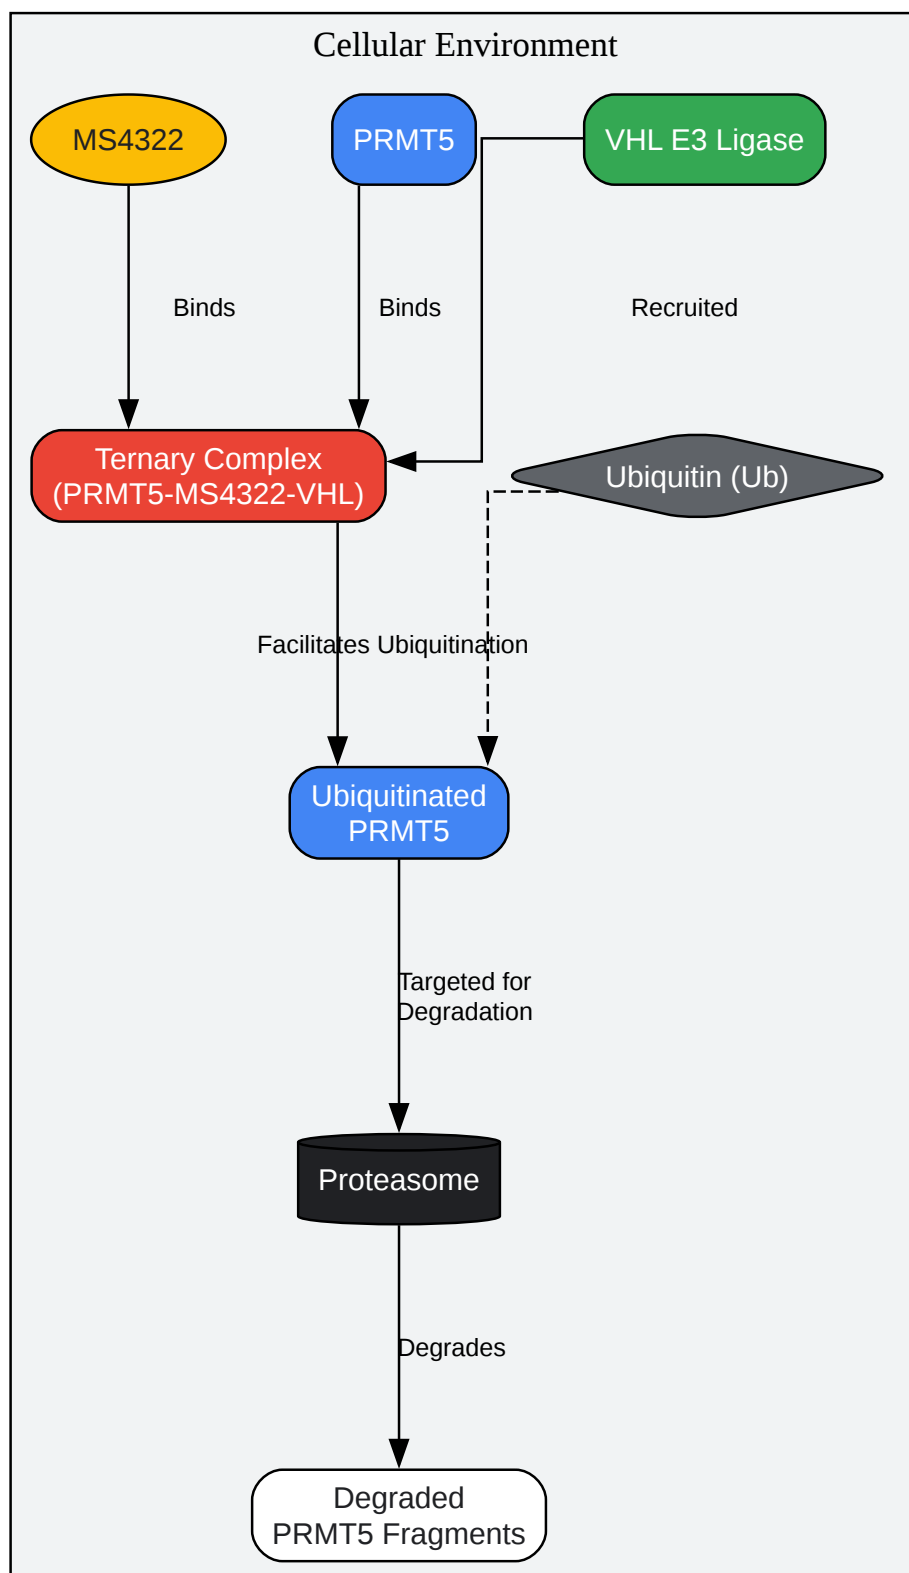 Cellular Environment
MS4322
PRMT5
VHL E3 Ligase
Binds
Binds
Recruited
Ternary Complex
(PRMT5-MS4322-VHL)
Ubiquitin (Ub)
Facilitates Ubiquitination
Ubiquitinated
PRMT5
Targeted for
Degradation
Proteasome
Degrades
Degraded
PRMT5 Fragments